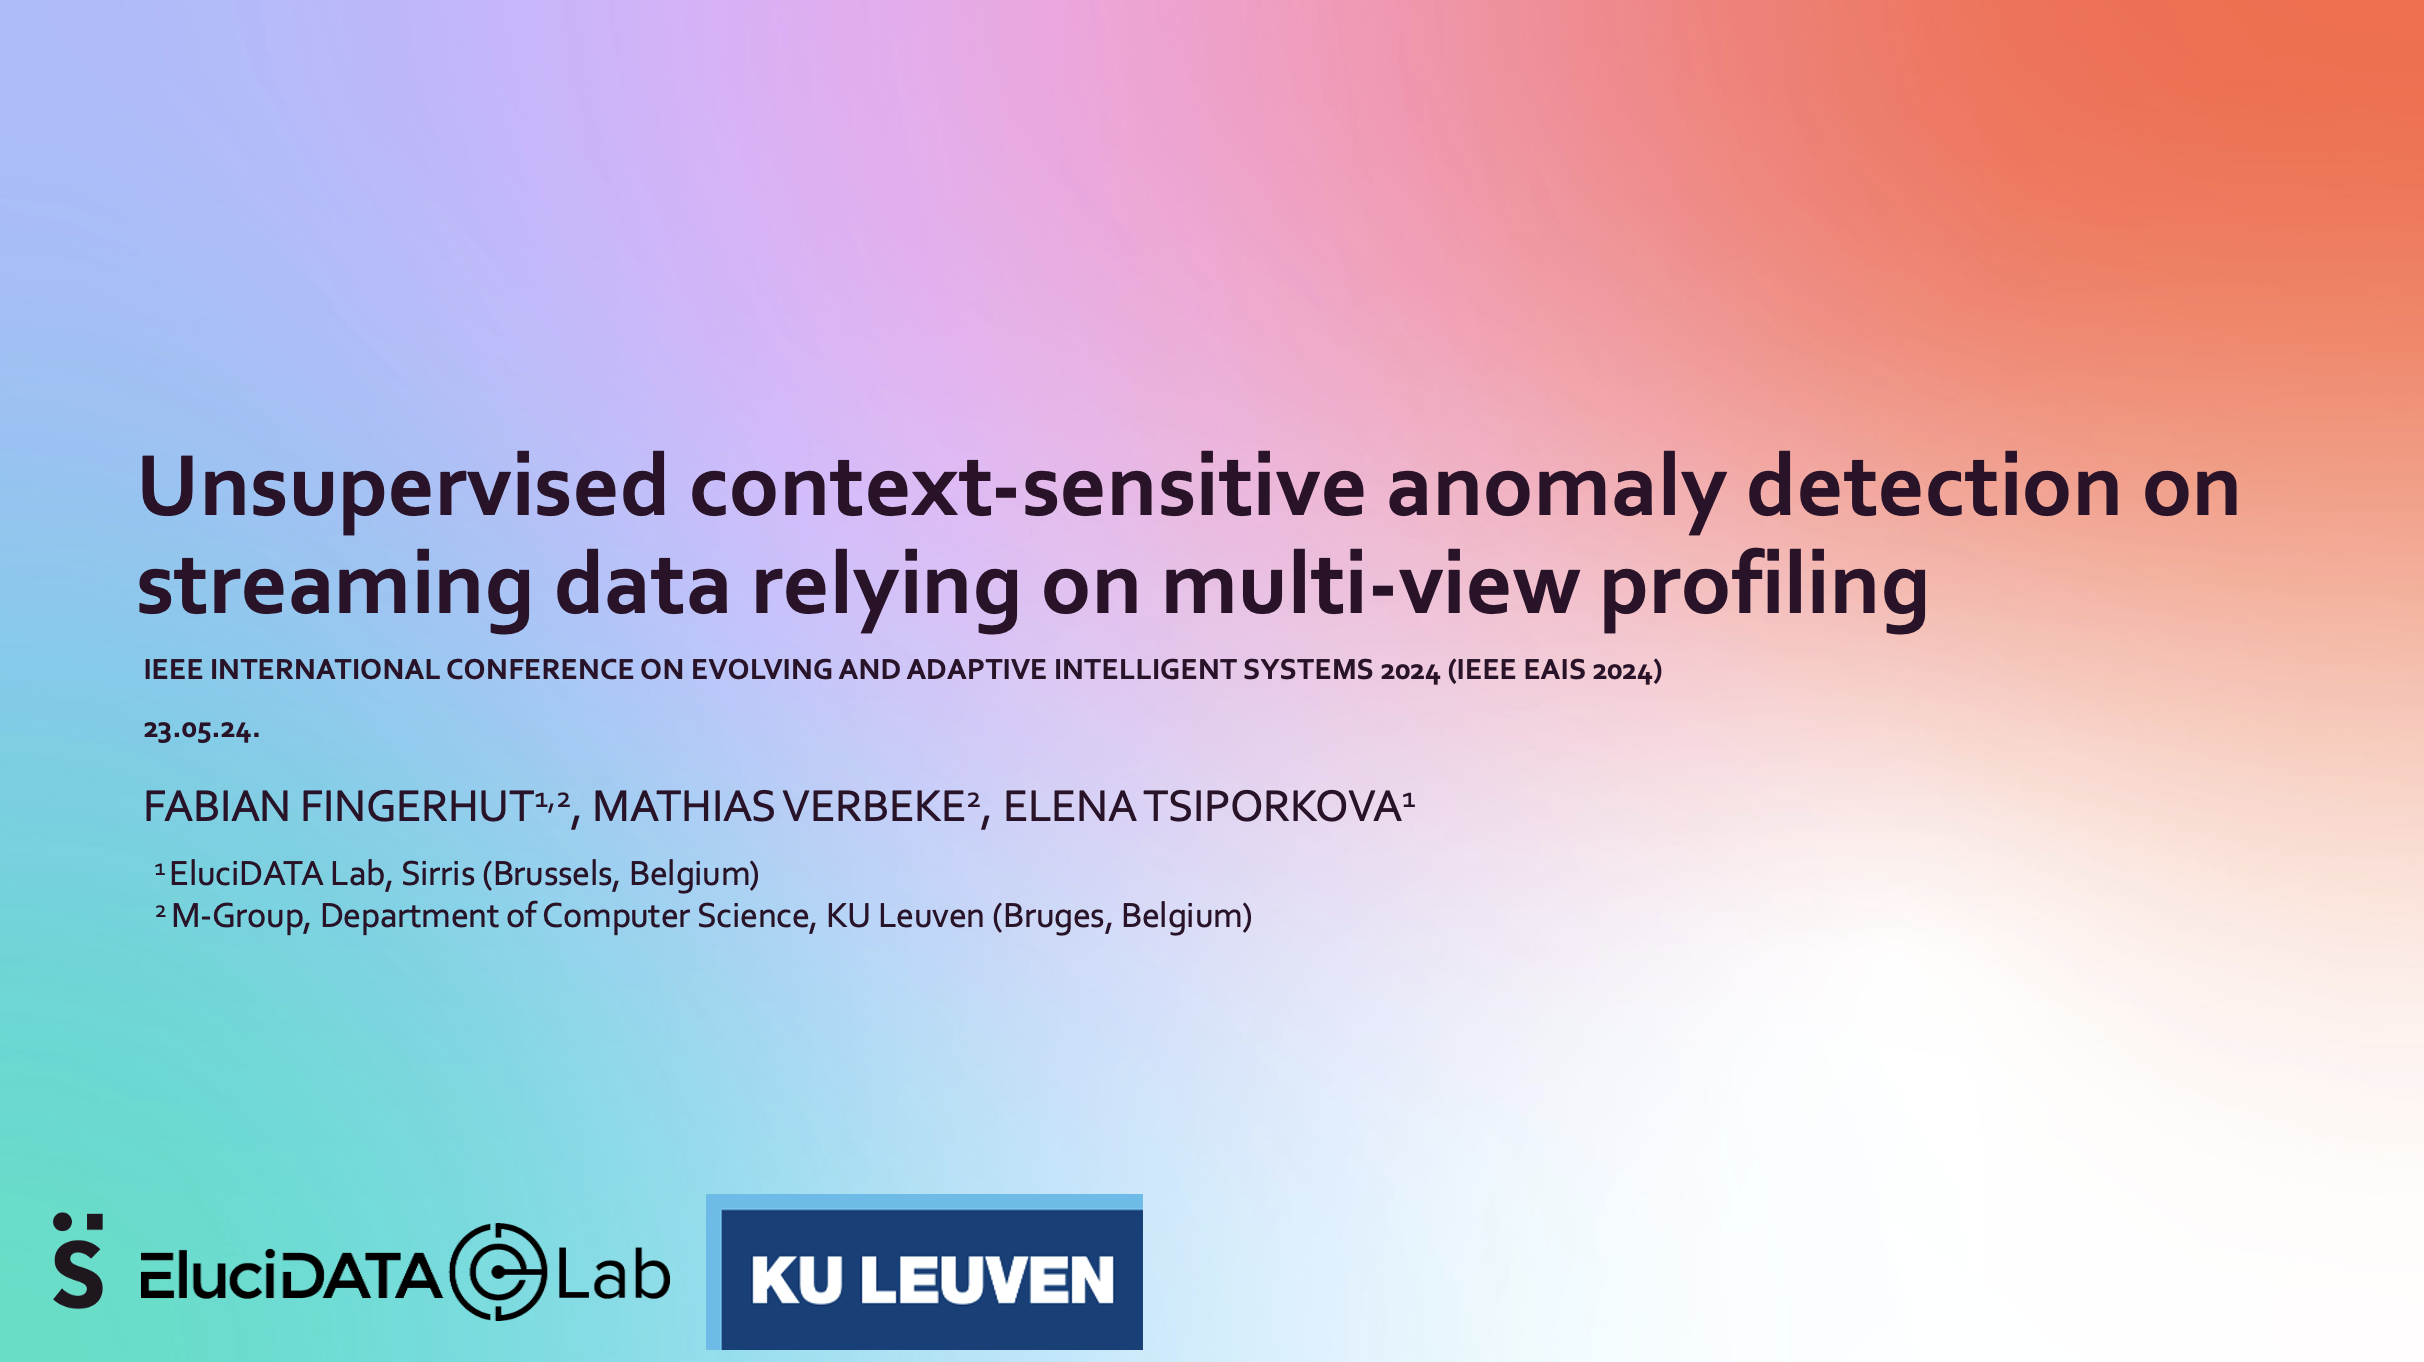 Unsupervised context-sensitive anomaly detection on
streaming data relying on multi-view profiling
IEEE INTERNATIONAL CONFERENCE ON EVOLVING AND ADAPTIVE INTELLIGENT SYSTEMS 2024 (IEEE EAIS 2024)
23.05.24.
FABIAN FINGERHUT¹,², MATHIAS VERBEKE², ELENA TSIPORKOVA¹
¹ EluciDATA Lab, Sirris (Brussels, Belgium)
² M-Group, Department of Computer Science, KU Leuven (Bruges, Belgium)
S EluciDATA Lab
KU LEUVEN